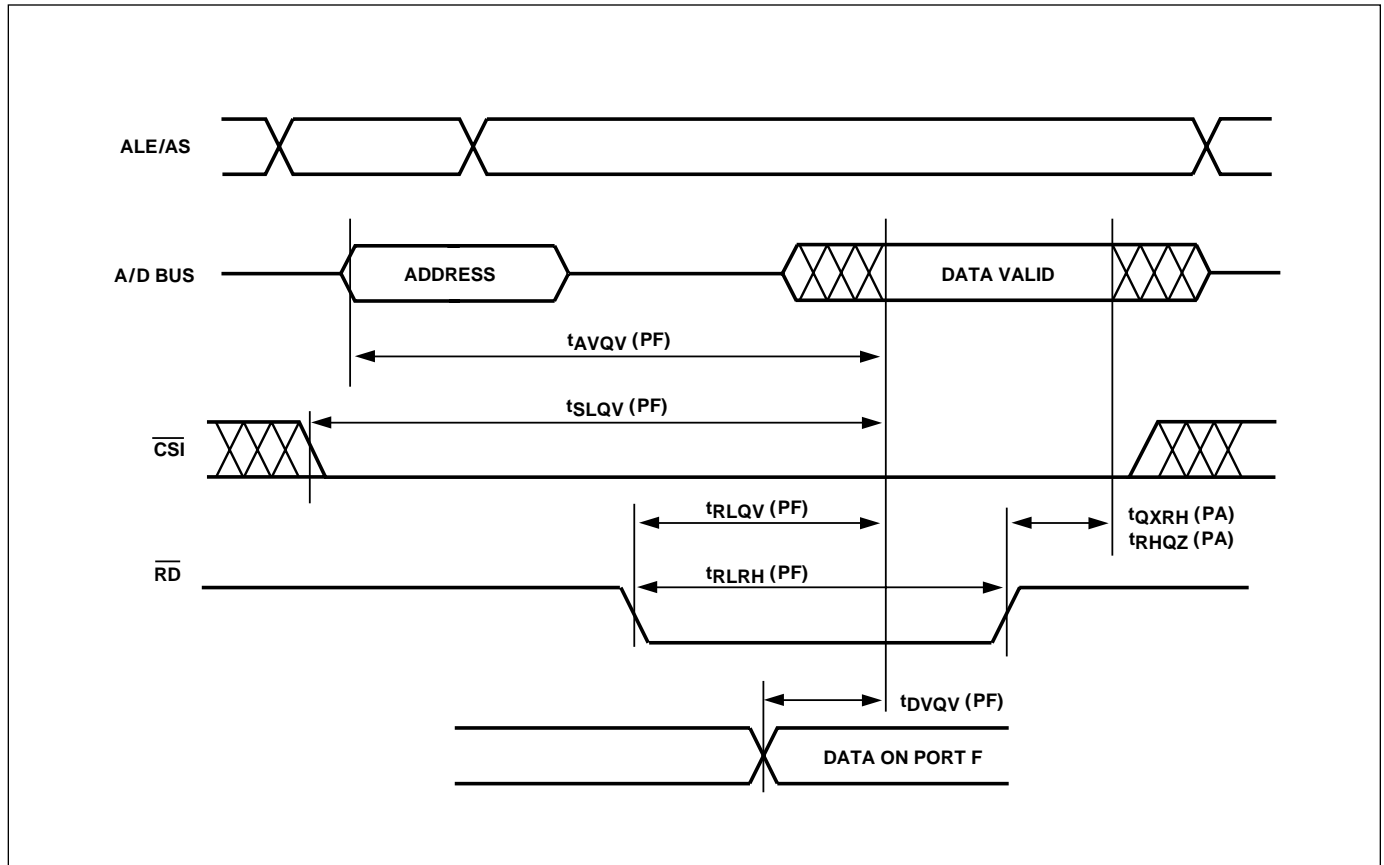 ALE/AS
A/D BUS
ADDRESS
DATA VALID
tAVQV (PF)
tSLQV (PF)
CSI
tRLQV (PF)
tQXRH (PA)
tRHQZ (PA)
RD
tRLRH (PF)
tDVQV (PF)
DATA ON PORT F